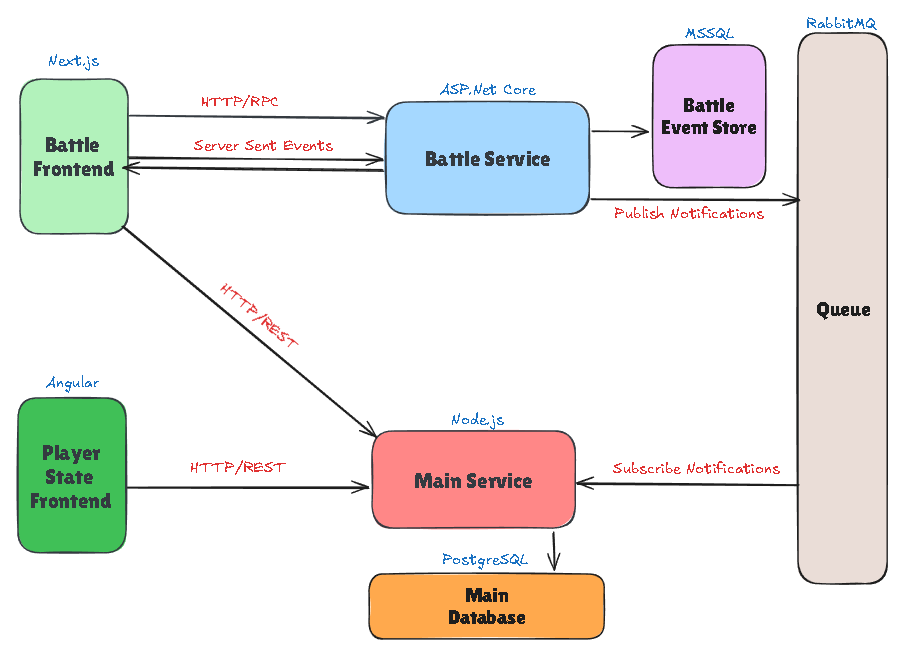 RabbitMQ
MSSQL
Next.js
ASP.Net Core
HTTP/RPC
Battle
Event Store
Server Sent Events
Battle
Frontend
Battle Service
Publish Notifications
Queue
HTTP/REST
Angular
Node.js
Player
State
Frontend
HTTP/REST
Main Service
Subscribe Notifications
PostgreSQL
Main
Database